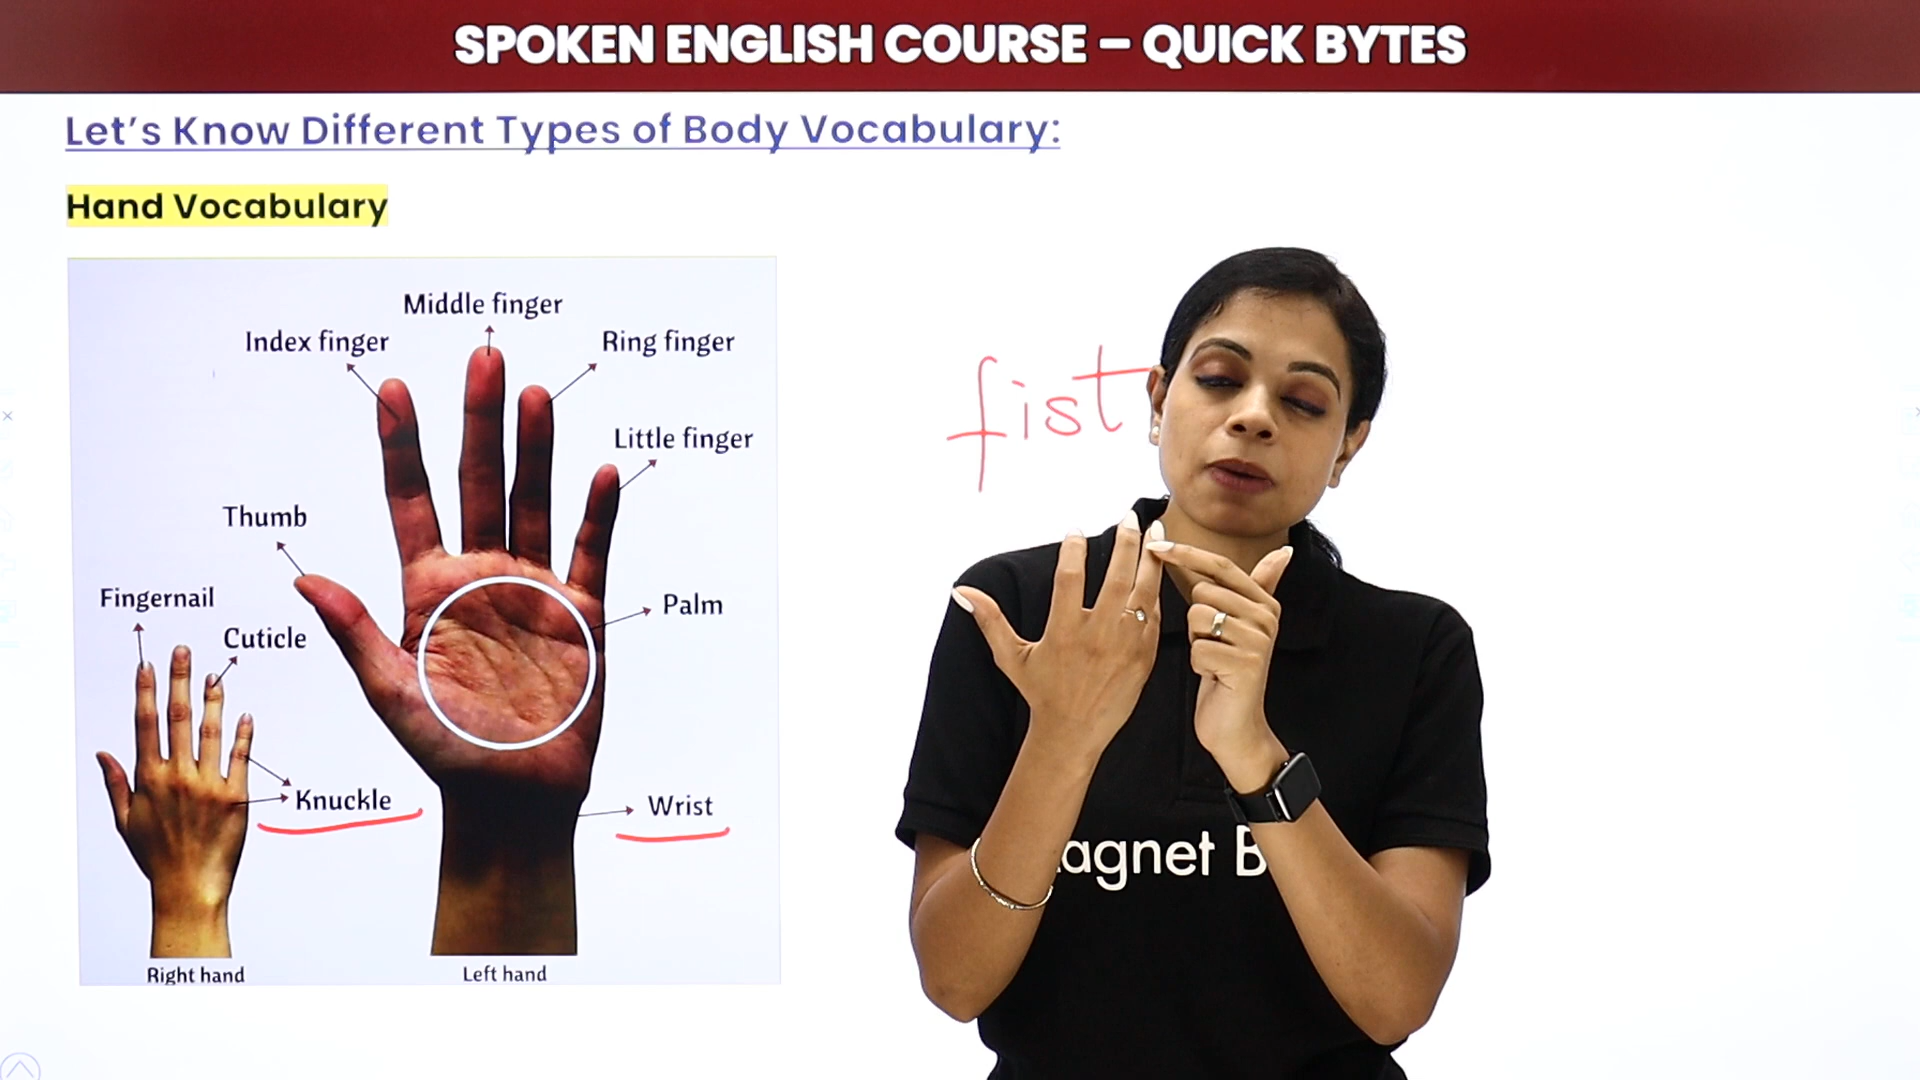 SPOKEN ENGLISH COURSE – QUICK BYTES
Let's Know Different Types of Body Vocabulary:
Hand Vocabulary
Middle finger
Index finger
Ring finger
Little finger
Thumb
Fingernail
Palm
Cuticle
Knuckle
Wrist
Right hand
Left hand
fist
agnet B